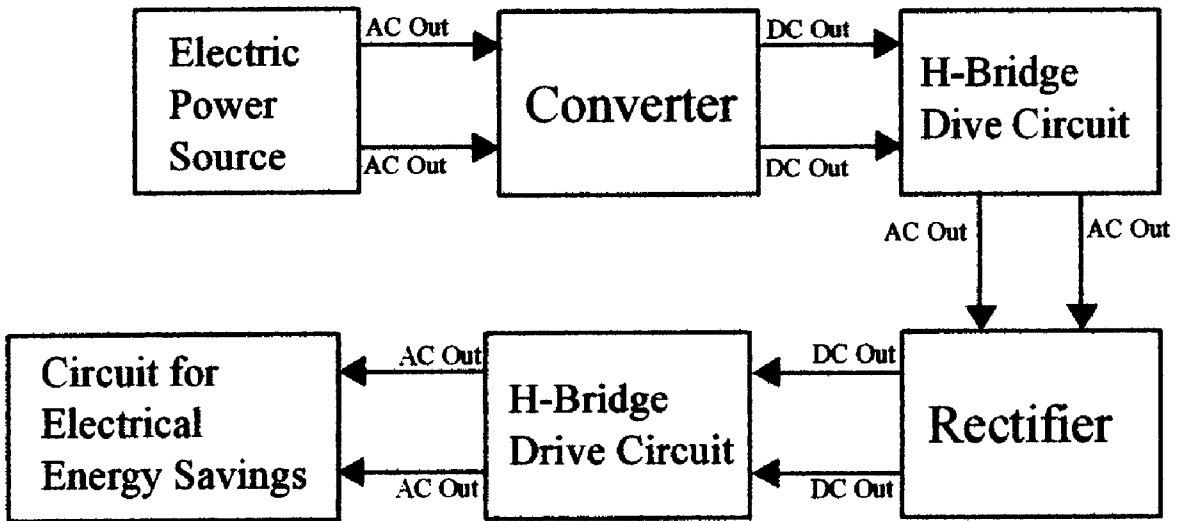 Electric
Power
Source
AC Out
AC Out
Converter
DC Out
DC Out
H-Bridge
Dive Circuit
AC Out
AC Out
Rectifier
DC Out
DC Out
H-Bridge
Drive Circuit
AC Out
AC Out
Circuit for
Electrical
Energy Savings